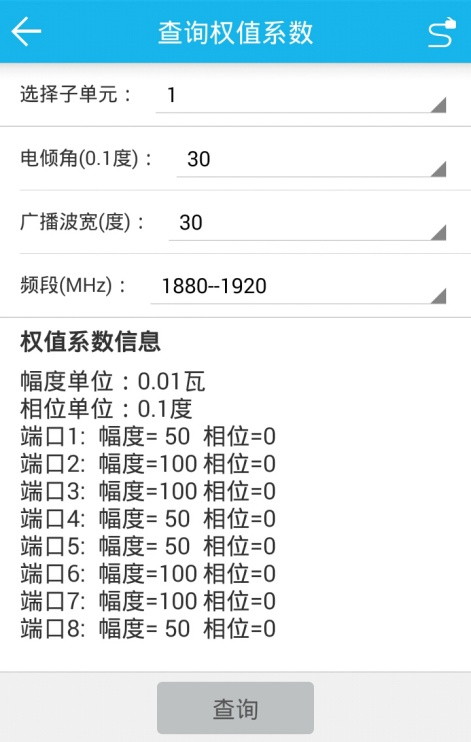 查询权值系数
选择子单元： 1
电倾角(0.1度)： 30
广播波宽(度)： 30
频段(MHz)： 1880--1920
权值系数信息
幅度单位：0.01瓦
相位单位：0.1度
端口1: 幅度= 50 相位=0
端口2: 幅度=100 相位=0
端口3: 幅度=100 相位=0
端口4: 幅度= 50 相位=0
端口5: 幅度= 50 相位=0
端口6: 幅度=100 相位=0
端口7: 幅度=100 相位=0
端口8: 幅度= 50 相位=0
查询